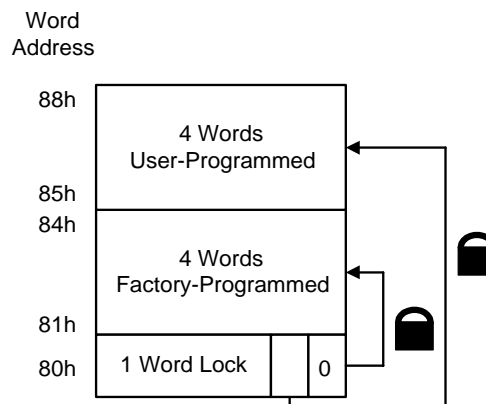 Word
Address
88h
4 Words
User-Programmed
85h
84h
4 Words
Factory-Programmed
81h
80h
1 Word Lock
0